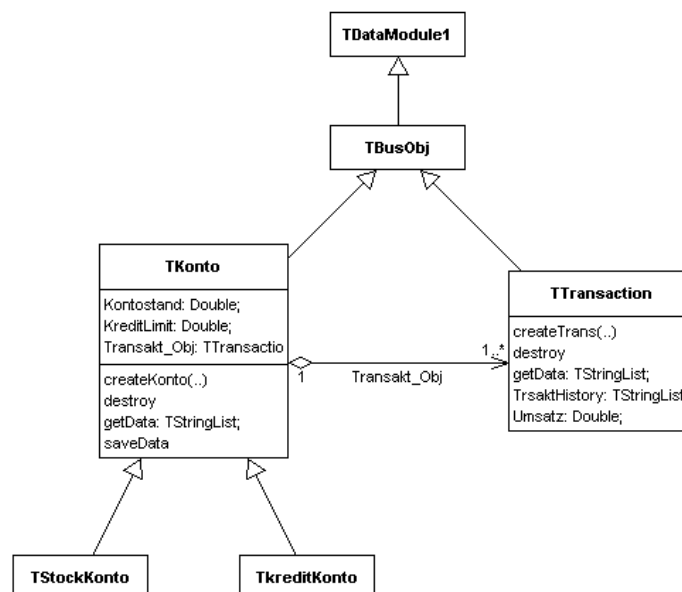 TDataModule1
TBusObj
TKonto
Kontostand: Double;
KreditLimit: Double;
Transakt_Obj: TTransactio
createKonto(..)
destroy
getData: TStringList;
saveData
1
Transakt_Obj
1..*
TTransaction
createTrans(..)
destroy
getData: TStringList;
TrsaktHistory: TStringList
Umsatz: Double;
TStockKonto
TkreditKonto